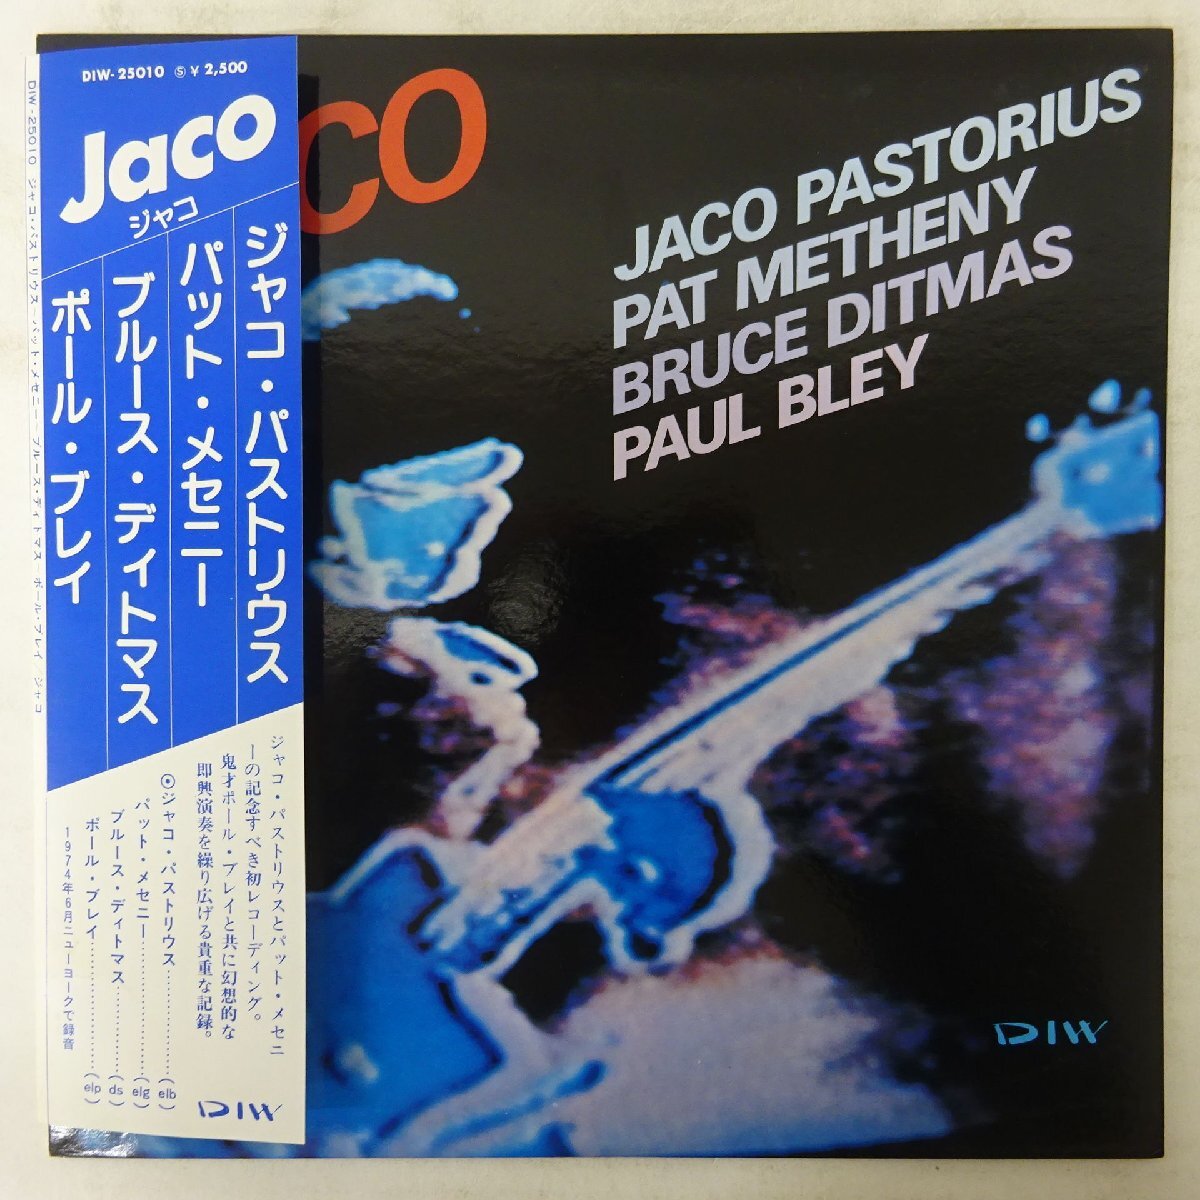 DIW-25010 Ⓢ ¥ 2,500
Jaco
ジャコ
ジャコ・パストリウス
パット・メセニー
ブルース・ディトマス
ポール・ブレイ
ジャコ・パストリウスとパット・メセニ
ーの記念すべき初レコーディング。
鬼才ポール・ブレイと共に幻想的な
即興演奏を繰り広げる貴重な記録。
⦿ジャコ・パストリウス…………(elb)
パット・メセニー…………(elg)
ブルース・ディトマス…………(ds)
ポール・ブレイ…………(elp)
1974年6月ニューヨークで録音
DIW
DIW-25010 ジャコ・パストリウス—パット・メセニー—ブルース・ディトマス—ポール・ブレイ ジャコ
CO
JACO PASTORIUS
PAT METHENY
BRUCE DITMAS
PAUL BLEY
DIW